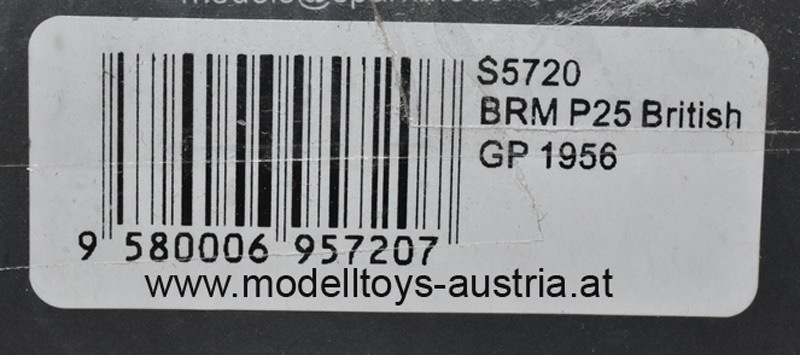 S5720
BRM P25 British
GP 1956
9 580006 957207
www.modelltoys-austria.at